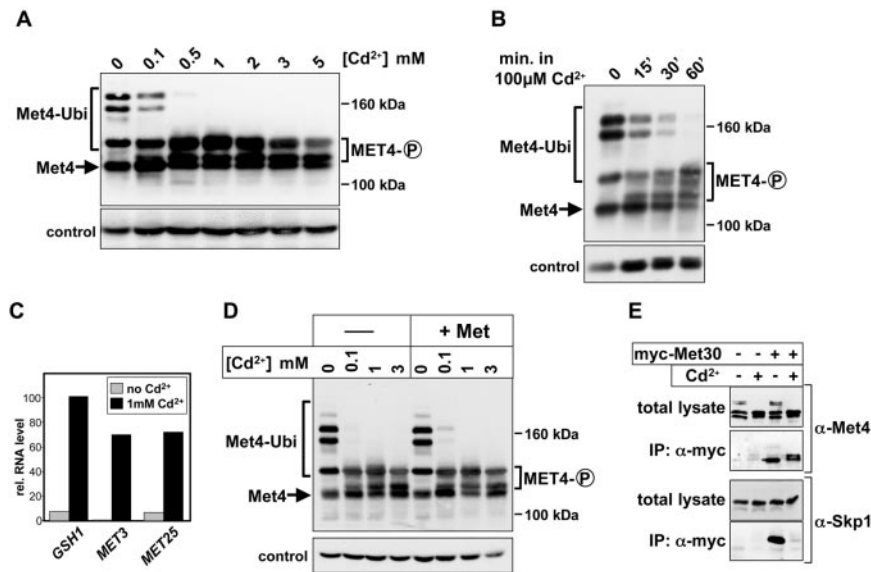 A
0 0.1 0.5 1 2 3 5 [Cd²⁺] mM
Met4-Ubi
160 kDa
MET4-Ⓟ
Met4
100 kDa
control
B
min. in
100µM Cd²⁺
0 15' 30' 60'
Met4-Ubi
160 kDa
MET4-Ⓟ
Met4
100 kDa
control
C
rel. RNA level
100
80
60
40
20
0
no Cd²⁺
1mM Cd²⁺
GSH1 MET3 MET25
D
— + Met
[Cd²⁺] mM 0 0.1 1 3 0 0.1 1 3
Met4-Ubi
160 kDa
MET4-Ⓟ
Met4
100 kDa
control
E
myc-Met30 - - + +
Cd²⁺ - + - +
total lysate
IP: α-myc
α-Met4
total lysate
IP: α-myc
α-Skp1